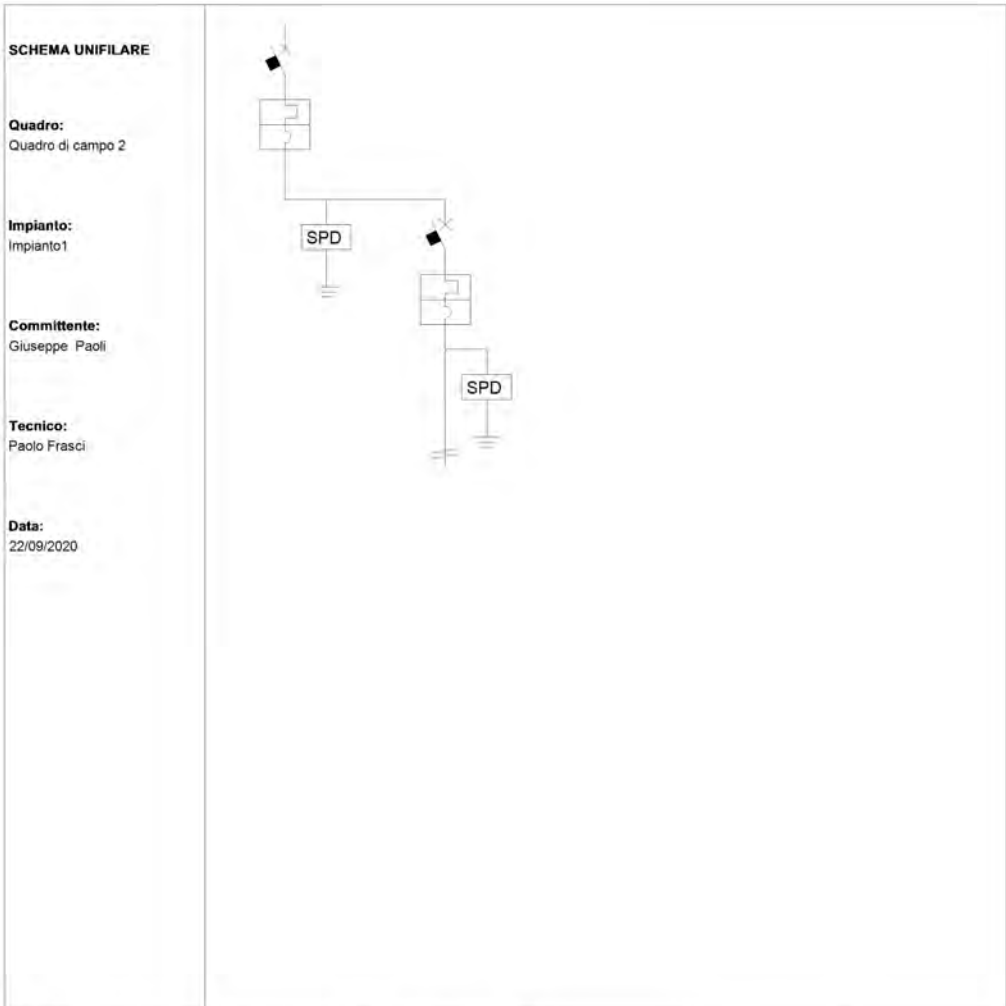 SCHEMA UNIFILARE
Quadro:
Quadro di campo 2
Impianto:
Impianto1
Committente:
Giuseppe Paoli
Tecnico:
Paolo Frasci
Data:
22/09/2020
SPD
SPD